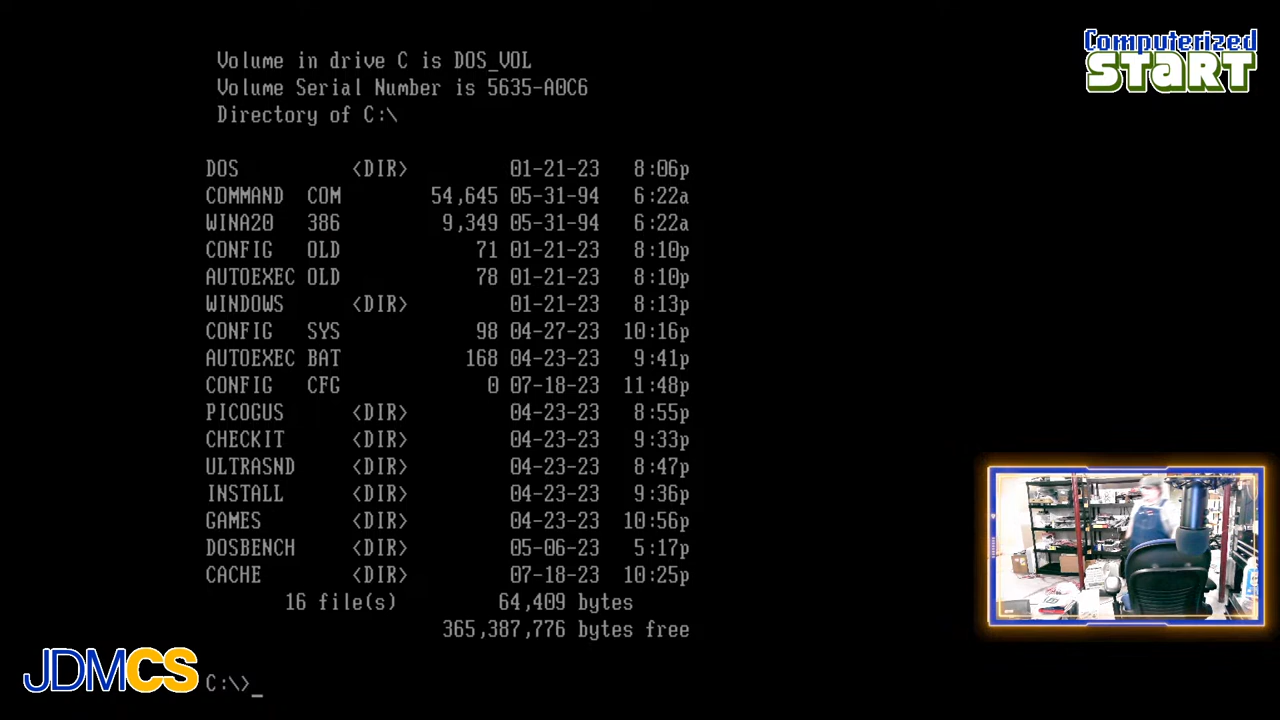 Computerized
START
Volume in drive C is DOS_VOL
Volume Serial Number is 5635-A0C6
Directory of C:\
DOS <DIR> 01-21-23 8:06p
COMMAND COM 54,645 05-31-94 6:22a
WINA20 386 9,349 05-31-94 6:22a
CONFIG OLD 71 01-21-23 8:10p
AUTOEXEC OLD 78 01-21-23 8:10p
WINDOWS <DIR> 01-21-23 8:13p
CONFIG SYS 98 04-27-23 10:16p
AUTOEXEC BAT 168 04-23-23 9:41p
CONFIG CFG 0 07-18-23 11:48p
PICOGUS <DIR> 04-23-23 8:55p
CHECKIT <DIR> 04-23-23 9:33p
ULTRASND <DIR> 04-23-23 8:47p
INSTALL <DIR> 04-23-23 9:36p
GAMES <DIR> 04-23-23 10:56p
DOSBENCH <DIR> 05-06-23 5:17p
CACHE <DIR> 07-18-23 10:25p
16 file(s) 64,409 bytes
365,387,776 bytes free
JDMCS
C:\>_